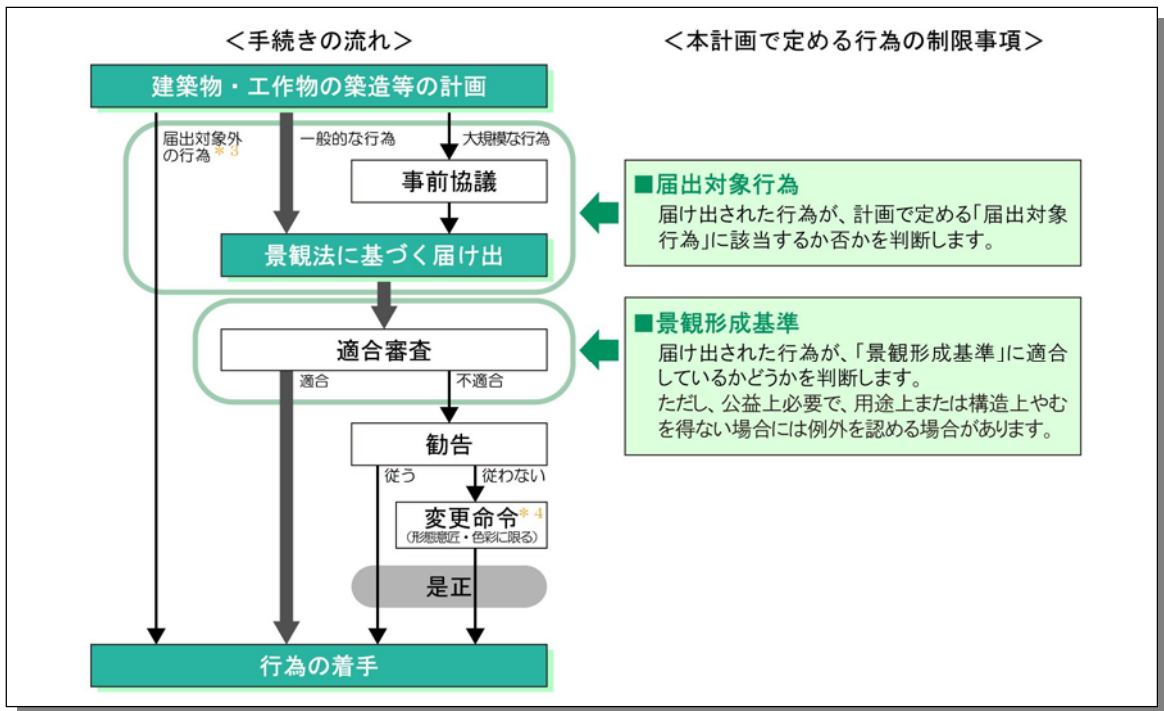 ＜手続きの流れ＞
＜本計画で定める行為の制限事項＞
建築物・工作物の築造等の計画
届出対象外
の行為＊3
一般的な行為
大規模な行為
事前協議
景観法に基づく届け出
■届出対象行為
届け出された行為が、計画で定める「届出対象
行為」に該当するか否かを判断します。
適合審査
適合
不適合
■景観形成基準
届け出された行為が、「景観形成基準」に適合
しているかどうかを判断します。
ただし、公益上必要で、用途上または構造上やむ
を得ない場合には例外を認める場合があります。
勧告
従う
従わない
変更命令＊4
（形態意匠・色彩に限る）
是正
行為の着手